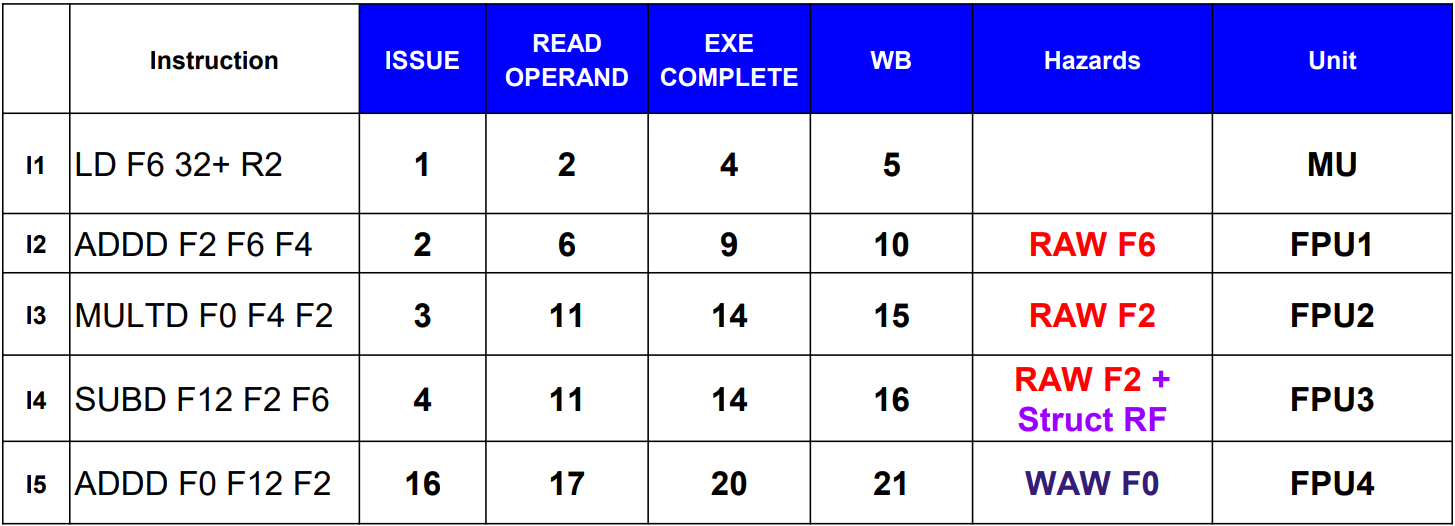 Instruction ISSUE READ OPERAND EXE COMPLETE WB Hazards Unit
I1 LD F6 32+ R2 1 2 4 5 MU
I2 ADDD F2 F6 F4 2 6 9 10 RAW F6 FPU1
I3 MULTD F0 F4 F2 3 11 14 15 RAW F2 FPU2
I4 SUBD F12 F2 F6 4 11 14 16 RAW F2 + Struct RF FPU3
I5 ADDD F0 F12 F2 16 17 20 21 WAW F0 FPU4